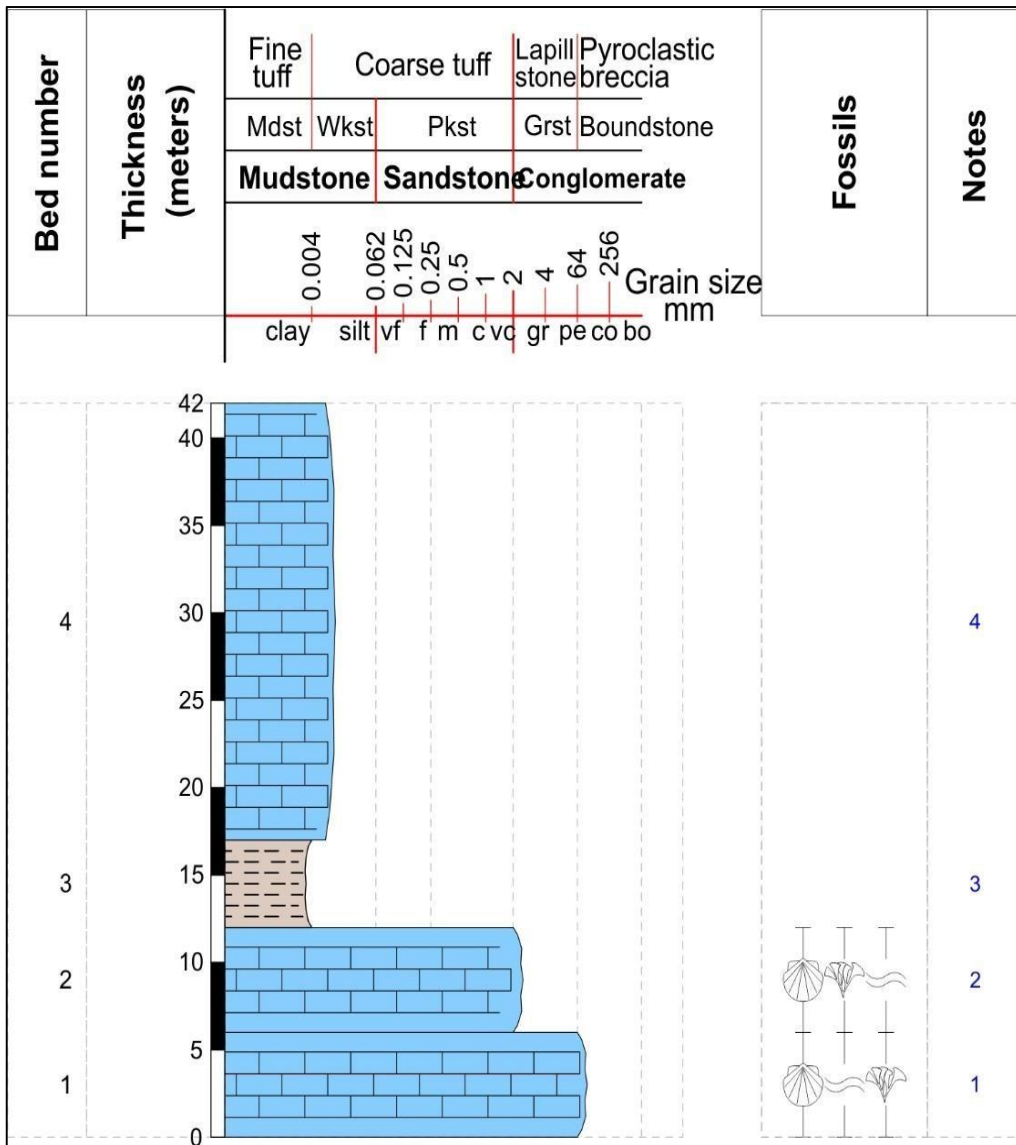 Bed number
Thickness
(meters)
Fine
tuff
Coarse tuff
Lapill
stone
Pyroclastic
breccia
Mdst
Wkst
Pkst
Grst
Boundstone
Mudstone
Sandstone
Conglomerate
0.004
0.062
0.125
0.25
0.5
1
2
4
64
256
Grain size
mm
clay
silt
vf
f
m
c
vc
gr
pe
co
bo
Fossils
Notes
42
40
35
4
30
4
25
20
3
15
3
2
10
2
5
1
1
0